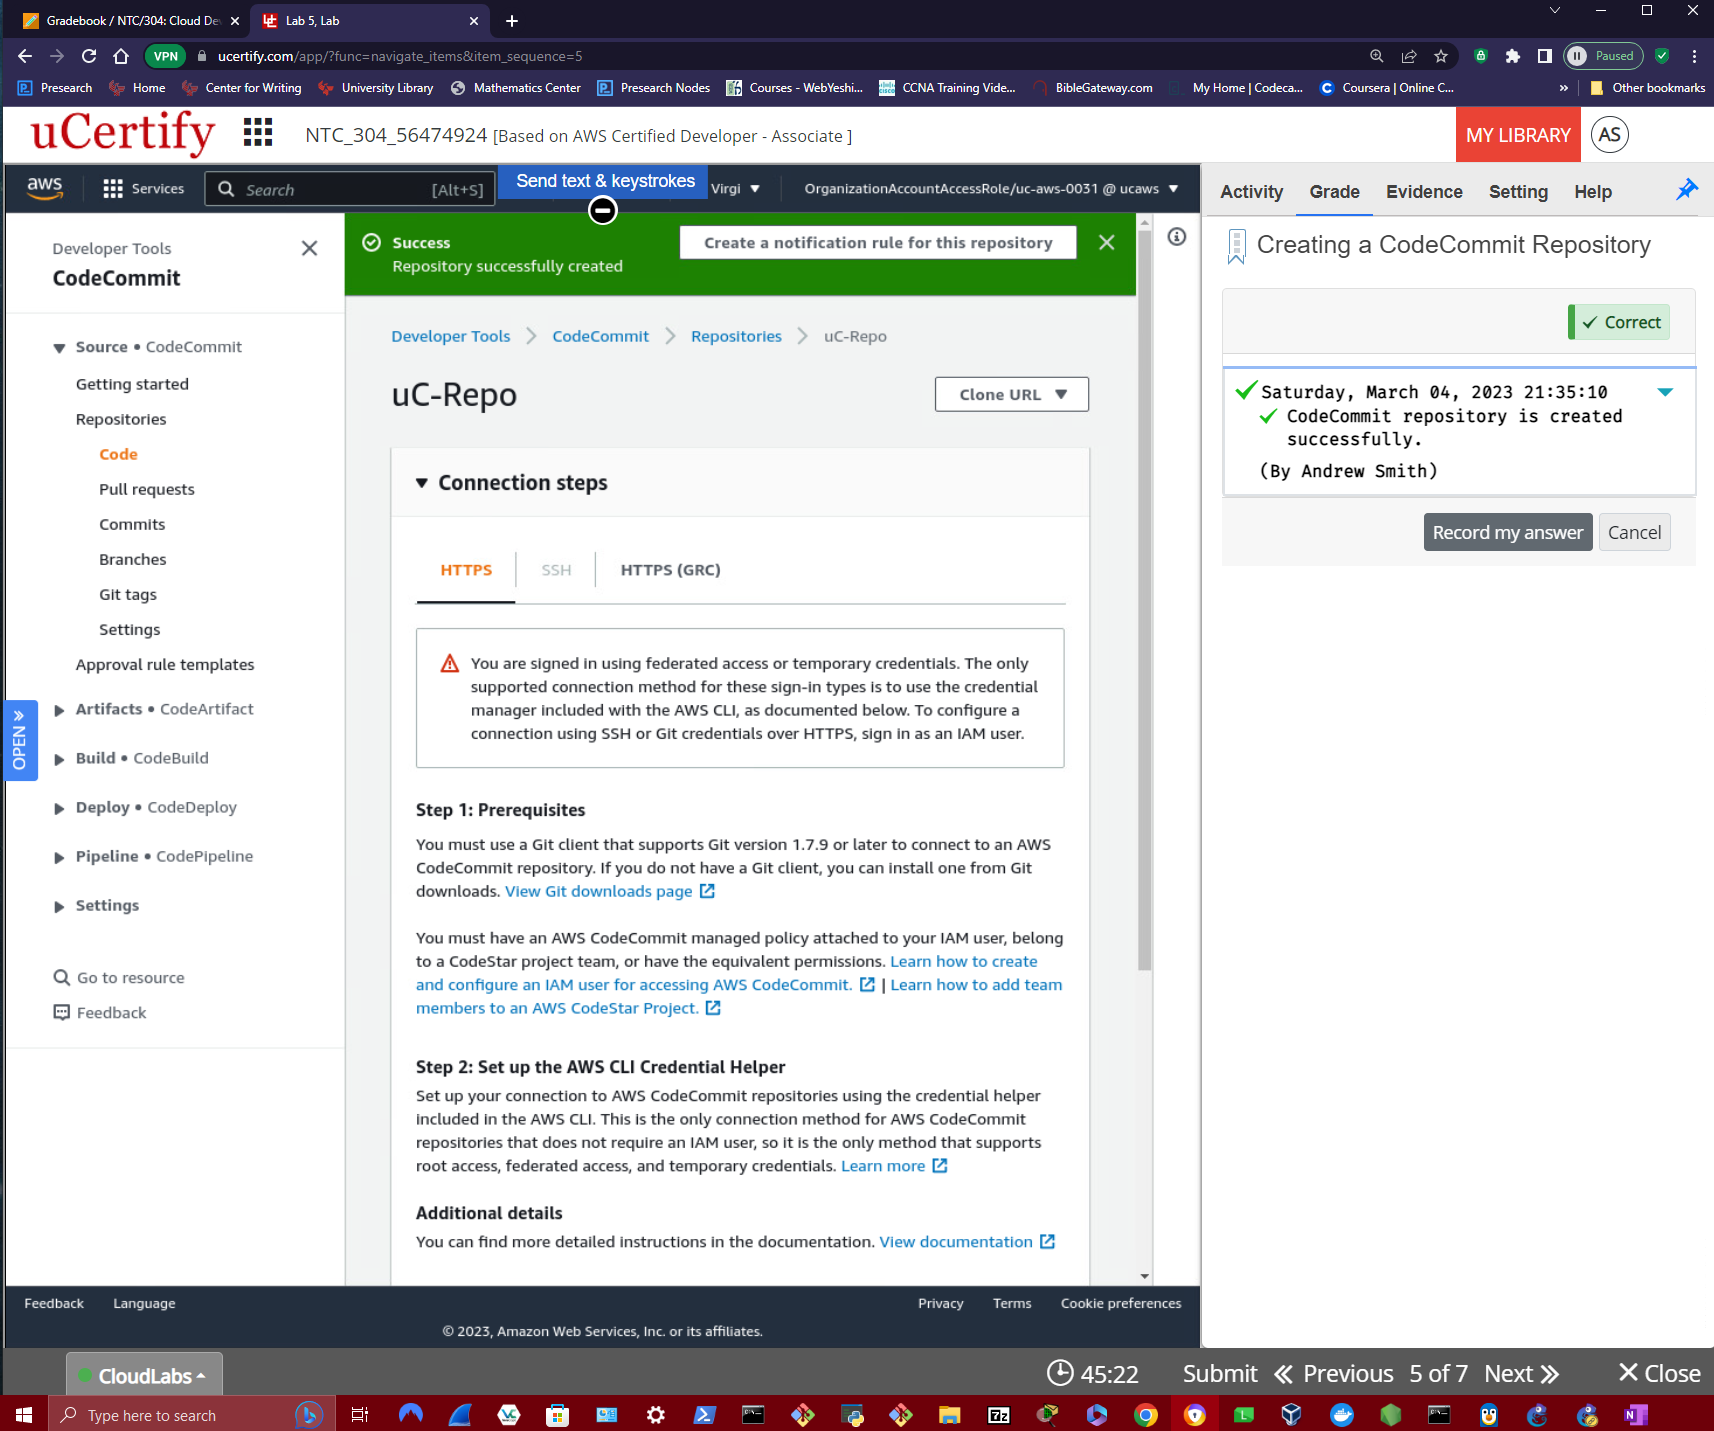 Gradebook / NTC/304: Cloud De
Lab 5, Lab
VPN
ucertify.com/app/?func=navigate_items&item_sequence=5
Paused
Presearch
Home
Center for Writing
University Library
Mathematics Center
Presearch Nodes
Courses - WebYeshi...
CCNA Training Vide...
BibleGateway.com
My Home | Codeca...
Coursera | Online C...
»
Other bookmarks
uCertify
NTC_304_56474924 [Based on AWS Certified Developer - Associate ]
MY LIBRARY
AS
aws
Services
Search
[Alt+S]
Send text & keystrokes
Virgi
OrganizationAccountAccessRole/uc-aws-0031 @ ucaws
Developer Tools
CodeCommit
Source • CodeCommit
Getting started
Repositories
Code
Pull requests
Commits
Branches
Git tags
Settings
Approval rule templates
Artifacts • CodeArtifact
Build • CodeBuild
Deploy • CodeDeploy
Pipeline • CodePipeline
Settings
Go to resource
Feedback
OPEN »
Success
Repository successfully created
Create a notification rule for this repository
Developer Tools
CodeCommit
Repositories
uC-Repo
uC-Repo
Clone URL
Connection steps
HTTPS
SSH
HTTPS (GRC)
You are signed in using federated access or temporary credentials. The only
supported connection method for these sign-in types is to use the credential
manager included with the AWS CLI, as documented below. To configure a
connection using SSH or Git credentials over HTTPS, sign in as an IAM user.
Step 1: Prerequisites
You must use a Git client that supports Git version 1.7.9 or later to connect to an AWS
CodeCommit repository. If you do not have a Git client, you can install one from Git
downloads. View Git downloads page
You must have an AWS CodeCommit managed policy attached to your IAM user, belong
to a CodeStar project team, or have the equivalent permissions. Learn how to create
and configure an IAM user for accessing AWS CodeCommit. | Learn how to add team
members to an AWS CodeStar Project.
Step 2: Set up the AWS CLI Credential Helper
Set up your connection to AWS CodeCommit repositories using the credential helper
included in the AWS CLI. This is the only connection method for AWS CodeCommit
repositories that does not require an IAM user, so it is the only method that supports
root access, federated access, and temporary credentials. Learn more
Additional details
You can find more detailed instructions in the documentation. View documentation
Feedback
Language
Privacy
Terms
Cookie preferences
© 2023, Amazon Web Services, Inc. or its affiliates.
Activity
Grade
Evidence
Setting
Help
Creating a CodeCommit Repository
Correct
Saturday, March 04, 2023 21:35:10
CodeCommit repository is created
successfully.
(By Andrew Smith)
Record my answer
Cancel
CloudLabs
45:22
Submit
Previous
5 of 7
Next
Close
Type here to search